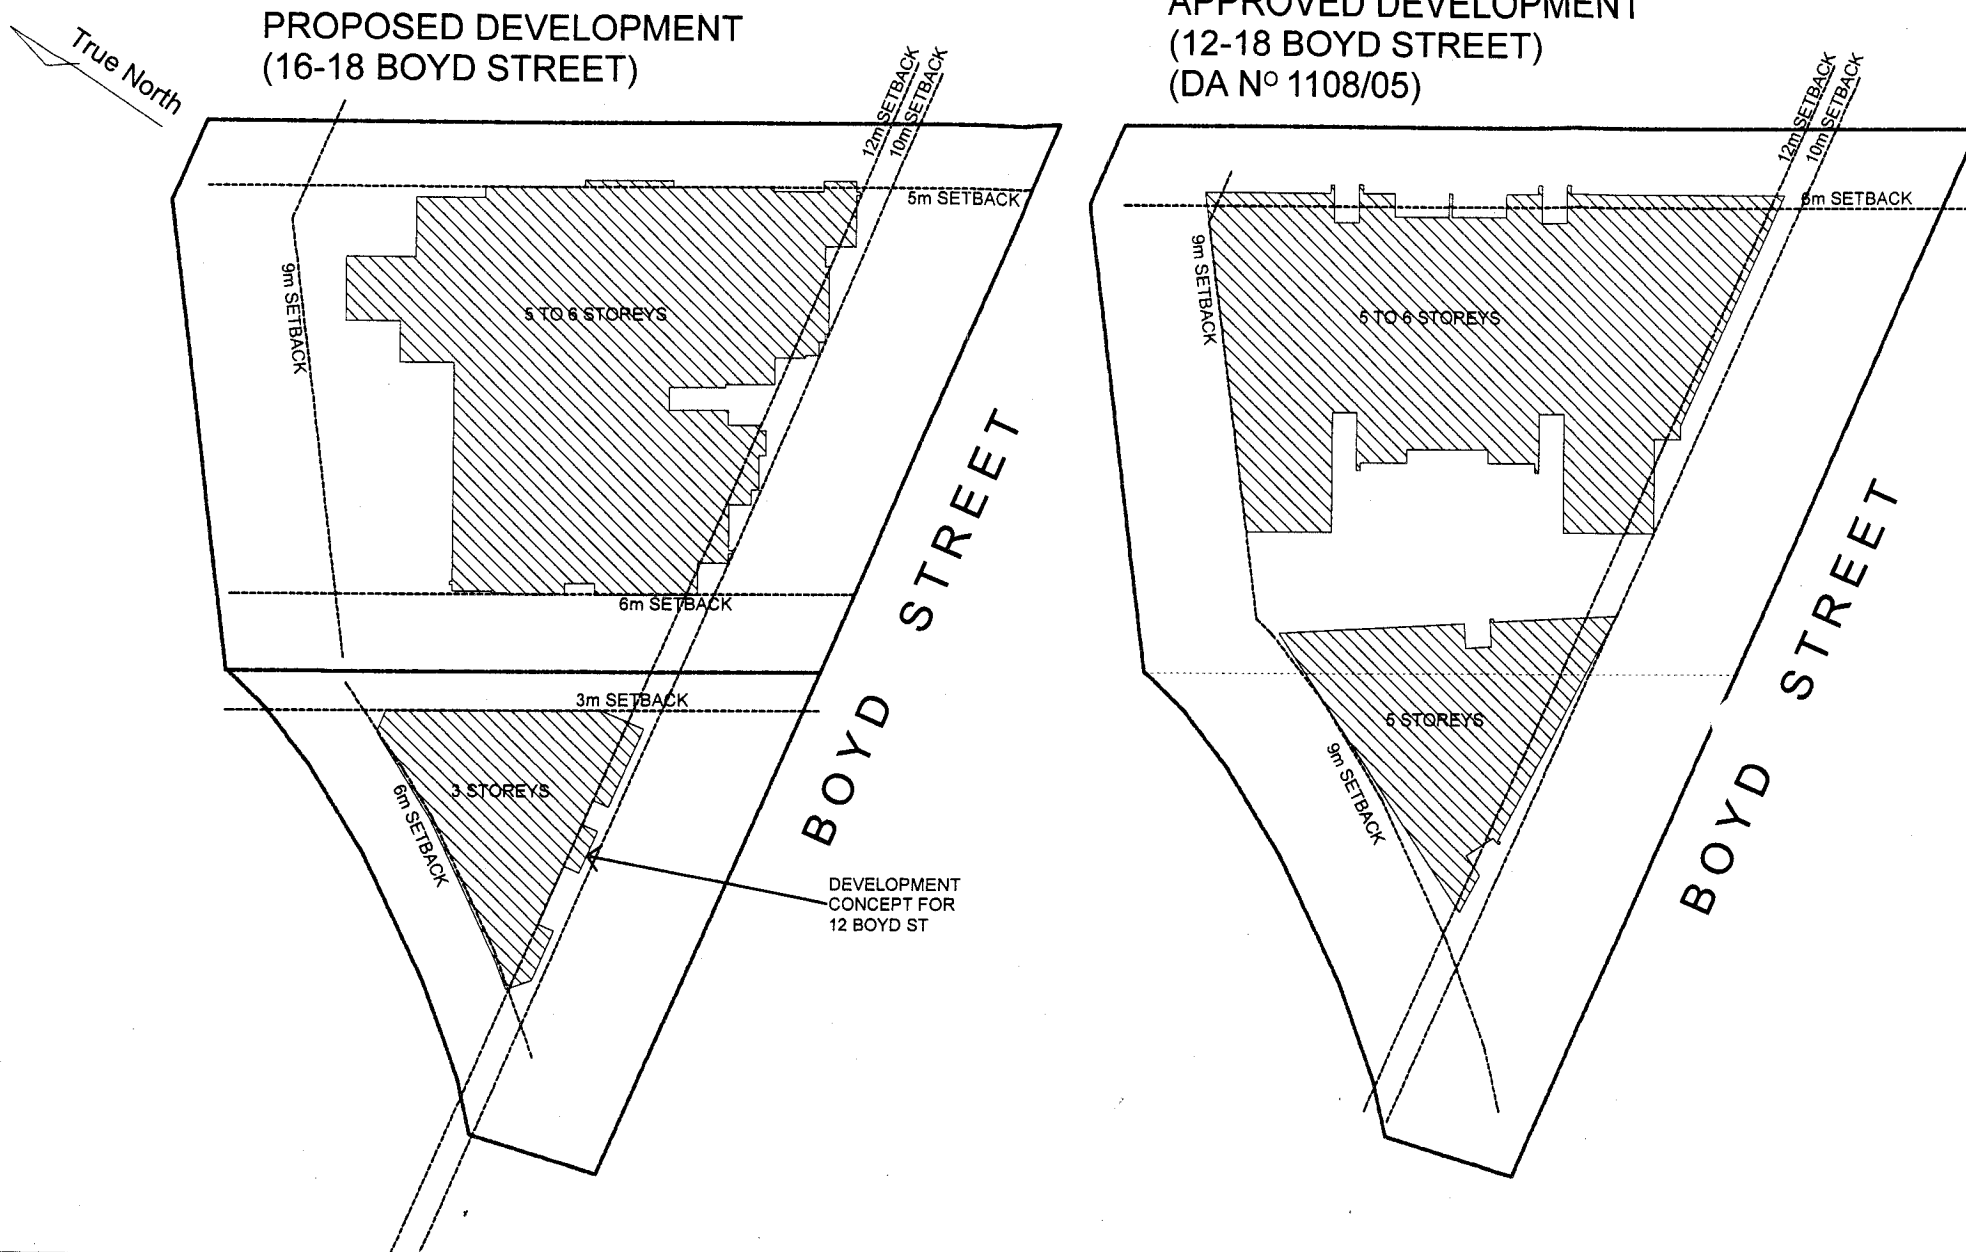 PROPOSED DEVELOPMENT
(16-18 BOYD STREET)
True North
12m SETBACK
10m SETBACK
5m SETBACK
9m SETBACK
5 TO 6 STOREYS
6m SETBACK
3m SETBACK
3 STOREYS
6m SETBACK
DEVELOPMENT
CONCEPT FOR
12 BOYD ST
BOYD STREET
APPROVED DEVELOPMENT
(12-18 BOYD STREET)
(DA Nº 1108/05)
12m SETBACK
10m SETBACK
6m SETBACK
9m SETBACK
5 TO 6 STOREYS
5 STOREYS
9m SETBACK
BOYD STREET